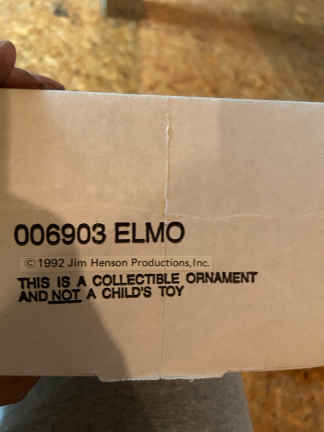 006903 ELMO
© 1992 Jim Henson Productions,Inc.
THIS IS A COLLECTIBLE ORNAMENT
AND NOT A CHILD'S TOY